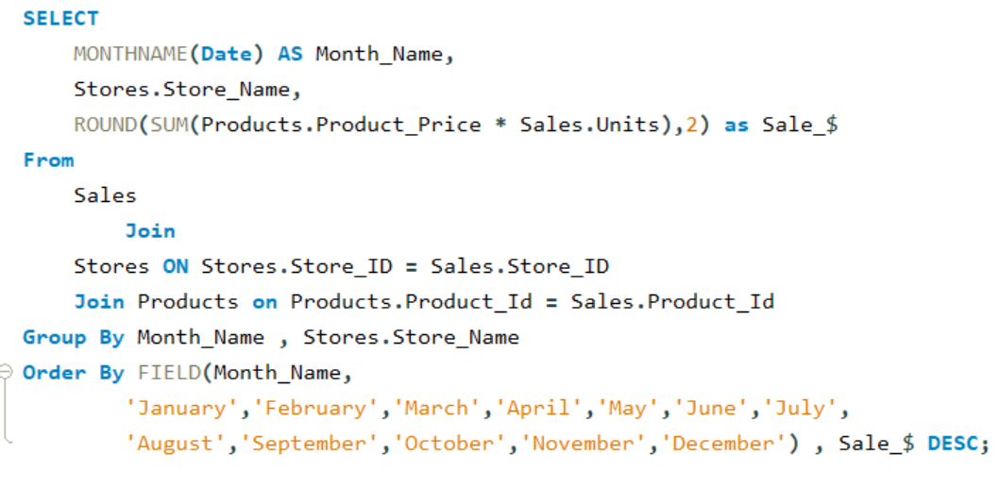 SELECT
MONTHNAME(Date) AS Month_Name,
Stores.Store_Name,
ROUND(SUM(Products.Product_Price * Sales.Units),2) as Sale_$
From
Sales
Join
Stores ON Stores.Store_ID = Sales.Store_ID
Join Products on Products.Product_Id = Sales.Product_Id
Group By Month_Name , Stores.Store_Name
Order By FIELD(Month_Name,
'January','February','March','April','May','June','July',
'August','September','October','November','December') , Sale_$ DESC;